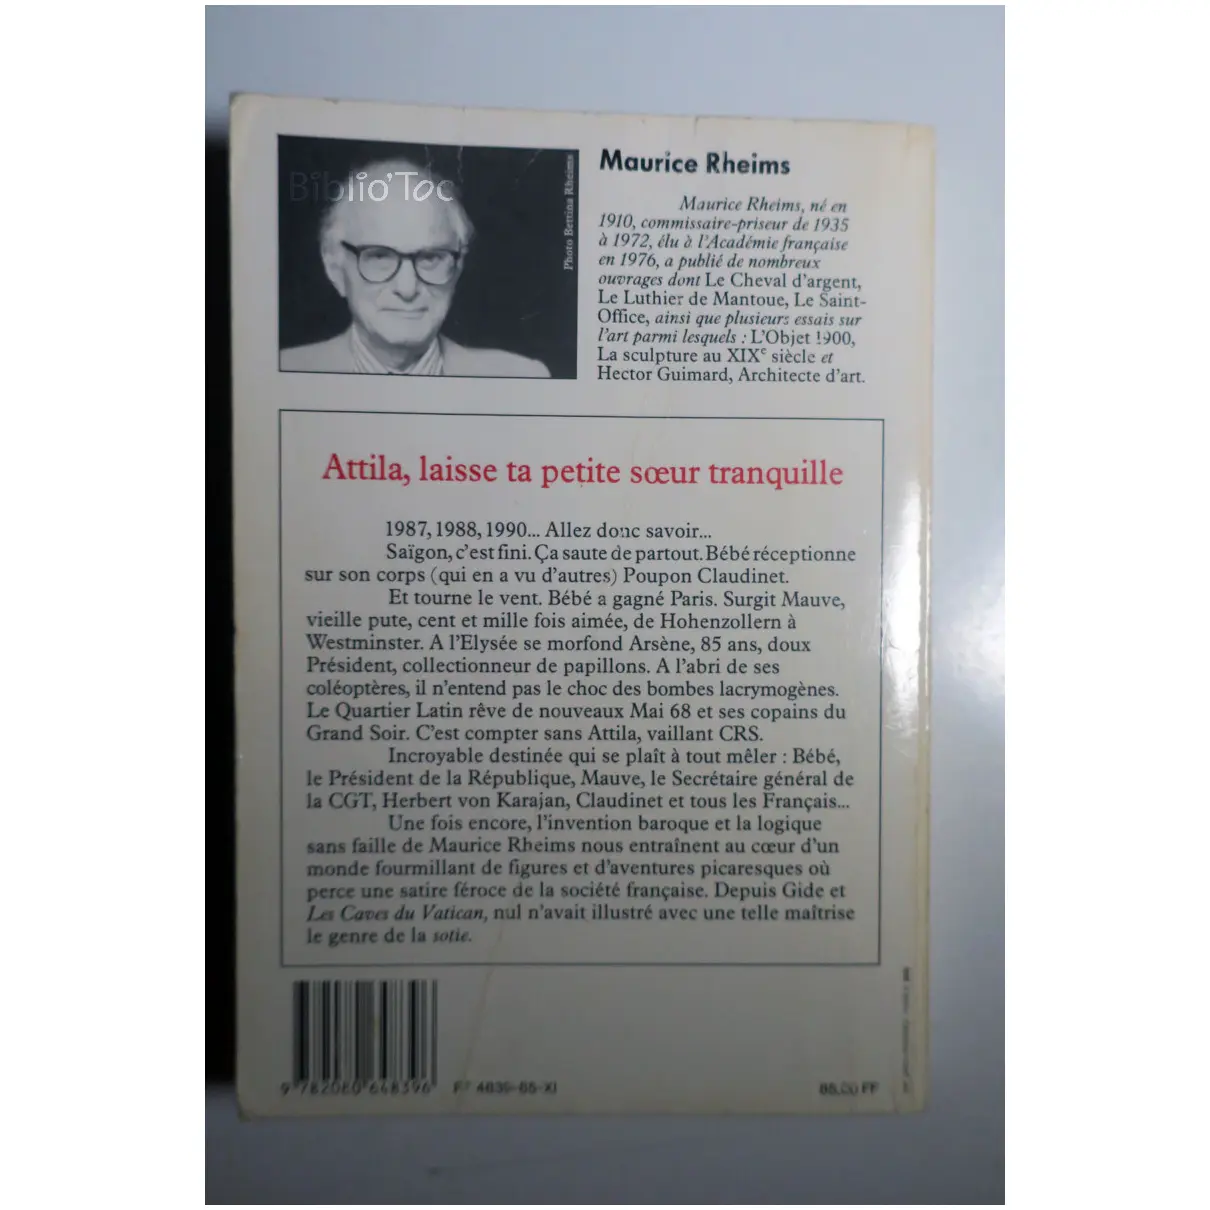 Biblio'Toc
Photo Bettina Rheims
Maurice Rheims
Maurice Rheims, né en
1910, commissaire-priseur de 1935
à 1972, élu à l'Académie française
en 1976, a publié de nombreux
ouvrages dont Le Cheval d'argent,
Le Luthier de Mantoue, Le Saint-
Office, ainsi que plusieurs essais sur
l'art parmi lesquels : L'Objet 1900,
La sculpture au XIXe siècle et
Hector Guimard, Architecte d'art.
Attila, laisse ta petite sœur tranquille
1987, 1988, 1990... Allez donc savoir...
Saïgon, c'est fini. Ça saute de partout. Bébé réceptionne
sur son corps (qui en a vu d'autres) Poupon Claudinet.
Et tourne le vent. Bébé a gagné Paris. Surgit Mauve,
vieille pute, cent et mille fois aimée, de Hohenzollern à
Westminster. A l'Elysée se morfond Arsène, 85 ans, doux
Président, collectionneur de papillons. A l'abri de ses
coléoptères, il n'entend pas le choc des bombes lacrymogènes.
Le Quartier Latin rêve de nouveaux Mai 68 et ses copains du
Grand Soir. C'est compter sans Attila, vaillant CRS.
Incroyable destinée qui se plaît à tout mêler : Bébé,
le Président de la République, Mauve, le Secrétaire général de
la CGT, Herbert von Karajan, Claudinet et tous les Français...
Une fois encore, l'invention baroque et la logique
sans faille de Maurice Rheims nous entraînent au cœur d'un
monde fourmillant de figures et d'aventures picaresques où
perce une satire féroce de la société française. Depuis Gide et
Les Caves du Vatican, nul n'avait illustré avec une telle maîtrise
le genre de la sotie.
9 782080 648396
85,00 FF